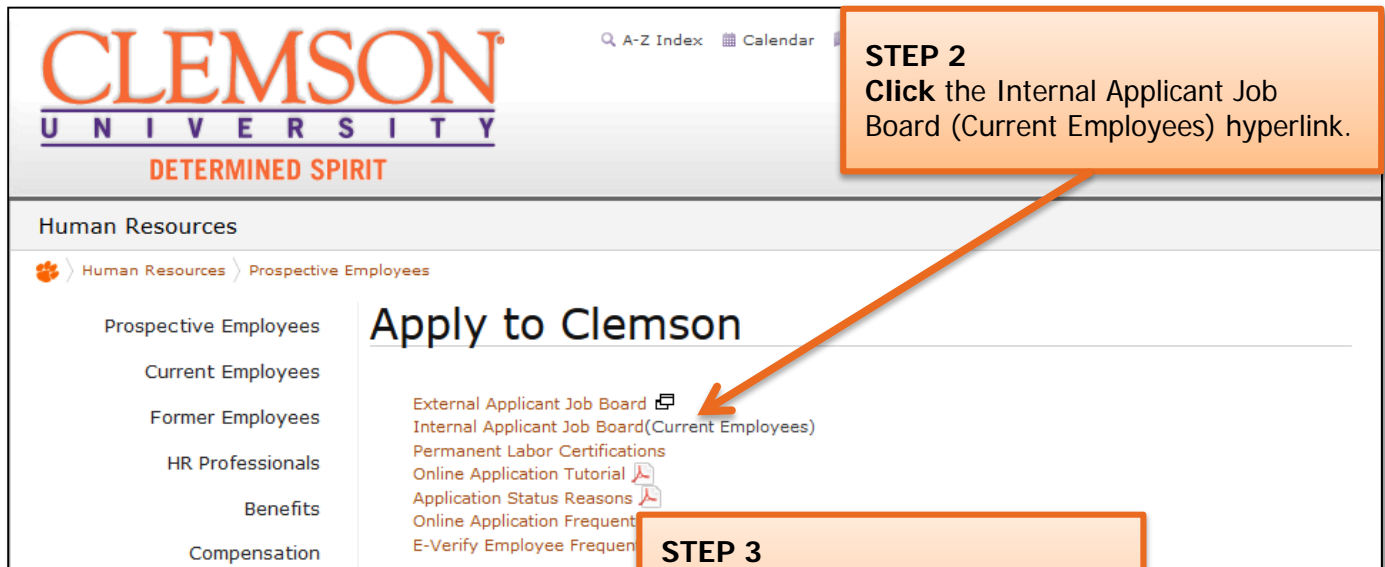 CLEMSON
UNIVERSITY
DETERMINED SPIRIT
A-Z Index Calendar
STEP 2
Click the Internal Applicant Job
Board (Current Employees) hyperlink.
Human Resources
Human Resources Prospective Employees
Prospective Employees
Current Employees
Former Employees
HR Professionals
Benefits
Compensation
Apply to Clemson
External Applicant Job Board
Internal Applicant Job Board(Current Employees)
Permanent Labor Certifications
Online Application Tutorial
Application Status Reasons
Online Application Frequent
E-Verify Employee Frequen
STEP 3